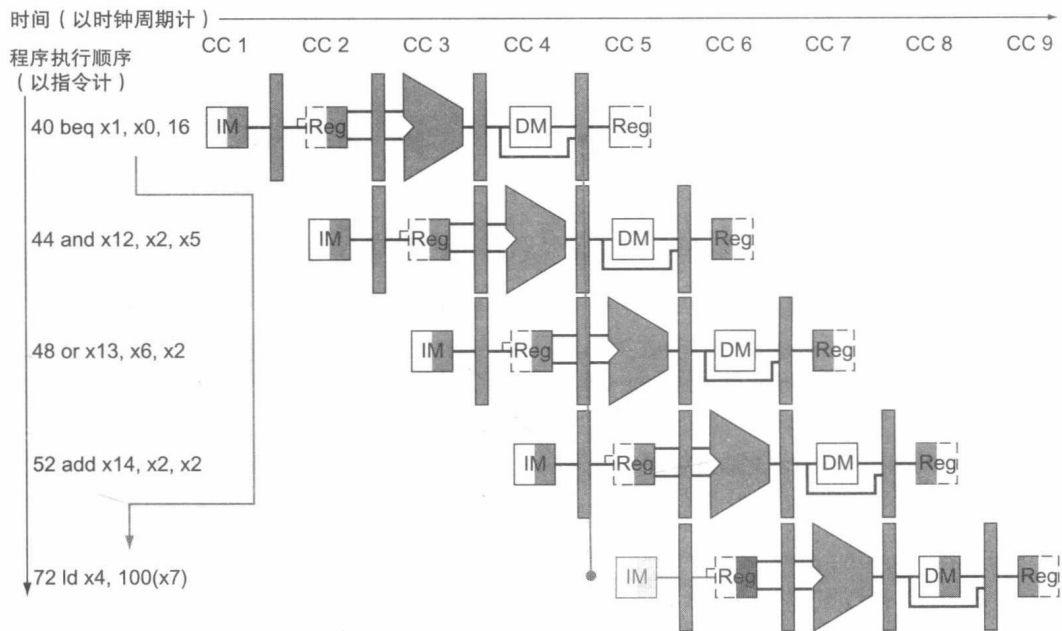 时间（以时钟周期计）
CC 1 CC 2 CC 3 CC 4 CC 5 CC 6 CC 7 CC 8 CC 9
程序执行顺序
（以指令计）
40 beq x1, x0, 16
IM Reg DM Reg
44 and x12, x2, x5
IM Reg DM Reg
48 or x13, x6, x2
IM Reg DM Reg
52 add x14, x2, x2
IM Reg DM Reg
72 ld x4, 100(x7)
IM Reg DM Reg